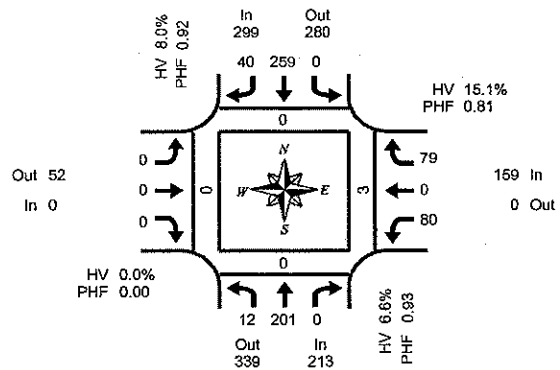 In Out
299 280
HV 8.0%
PHF 0.92
40 259 0
HV 15.1%
PHF 0.81
0
0 79
Out 52 0 0 N W E S 3 0 159 In
In 0 0 80 0 Out
0
HV 0.0%
PHF 0.00
12 201 0
Out In
339 213
HV 6.6%
PHF 0.93